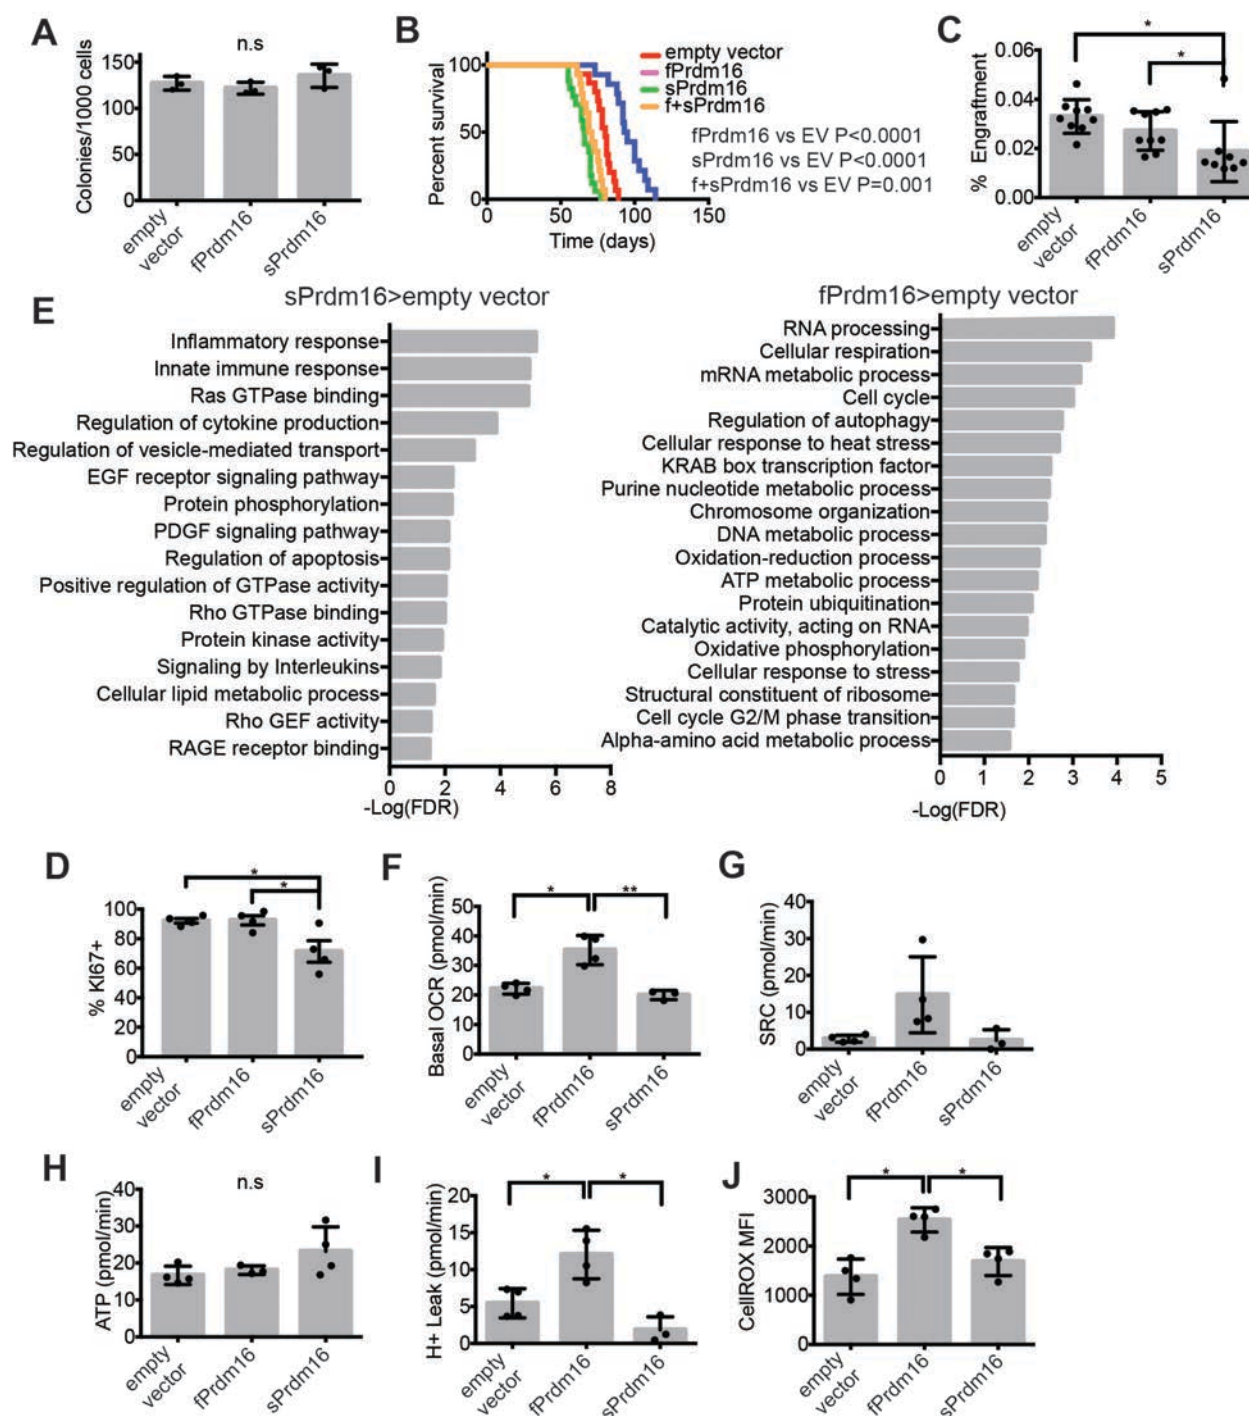 A
n.s
Colonies/1000 cells
150
100
50
0
empty vector
fPrdm16
sPrdm16
B
Percent survival
100
50
0
0
50
100
150
Time (days)
empty vector
fPrdm16
sPrdm16
f+sPrdm16
fPrdm16 vs EV P<0.0001
sPrdm16 vs EV P<0.0001
f+sPrdm16 vs EV P=0.001
C
*
*
% Engraftment
0.06
0.04
0.02
0.00
empty vector
fPrdm16
sPrdm16
E
sPrdm16>empty vector
Inflammatory response
Innate immune response
Ras GTPase binding
Regulation of cytokine production
Regulation of vesicle-mediated transport
EGF receptor signaling pathway
Protein phosphorylation
PDGF signaling pathway
Regulation of apoptosis
Positive regulation of GTPase activity
Rho GTPase binding
Protein kinase activity
Signaling by Interleukins
Cellular lipid metabolic process
Rho GEF activity
RAGE receptor binding
0
2
4
6
8
-Log(FDR)
fPrdm16>empty vector
RNA processing
Cellular respiration
mRNA metabolic process
Cell cycle
Regulation of autophagy
Cellular response to heat stress
KRAB box transcription factor
Purine nucleotide metabolic process
Chromosome organization
DNA metabolic process
Oxidation-reduction process
ATP metabolic process
Protein ubiquitination
Catalytic activity, acting on RNA
Oxidative phosphorylation
Cellular response to stress
Structural constituent of ribosome
Cell cycle G2/M phase transition
Alpha-amino acid metabolic process
0
1
2
3
4
5
-Log(FDR)
D
*
*
% KI67+
100
80
60
40
20
0
empty vector
fPrdm16
sPrdm16
F
*
**
Basal OCR (pmol/min)
50
40
30
20
10
0
empty vector
fPrdm16
sPrdm16
G
SRC (pmol/min)
40
30
20
10
0
empty vector
fPrdm16
sPrdm16
H
n.s
ATP (pmol/min)
40
30
20
10
0
empty vector
fPrdm16
sPrdm16
I
*
*
H+ Leak (pmol/min)
20
15
10
5
0
empty vector
fPrdm16
sPrdm16
J
*
*
CellROX MFI
3000
2000
1000
0
empty vector
fPrdm16
sPrdm16